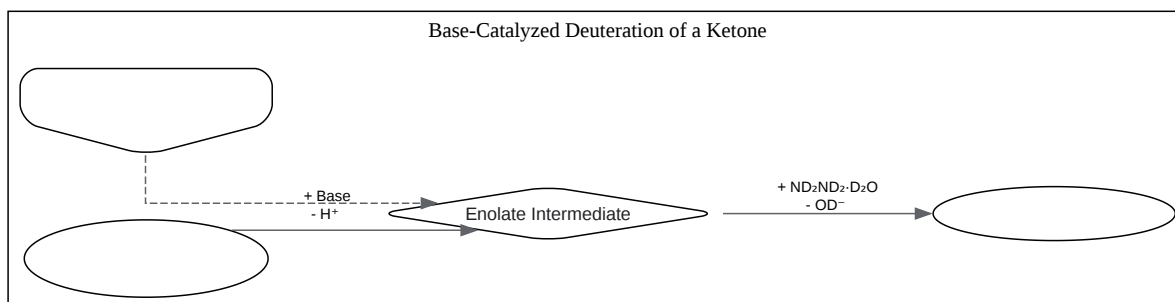 Base-Catalyzed Deuteration of a Ketone
+ Base
- H⁺
Enolate Intermediate
+ ND₂ND₂·D₂O
- OD⁻